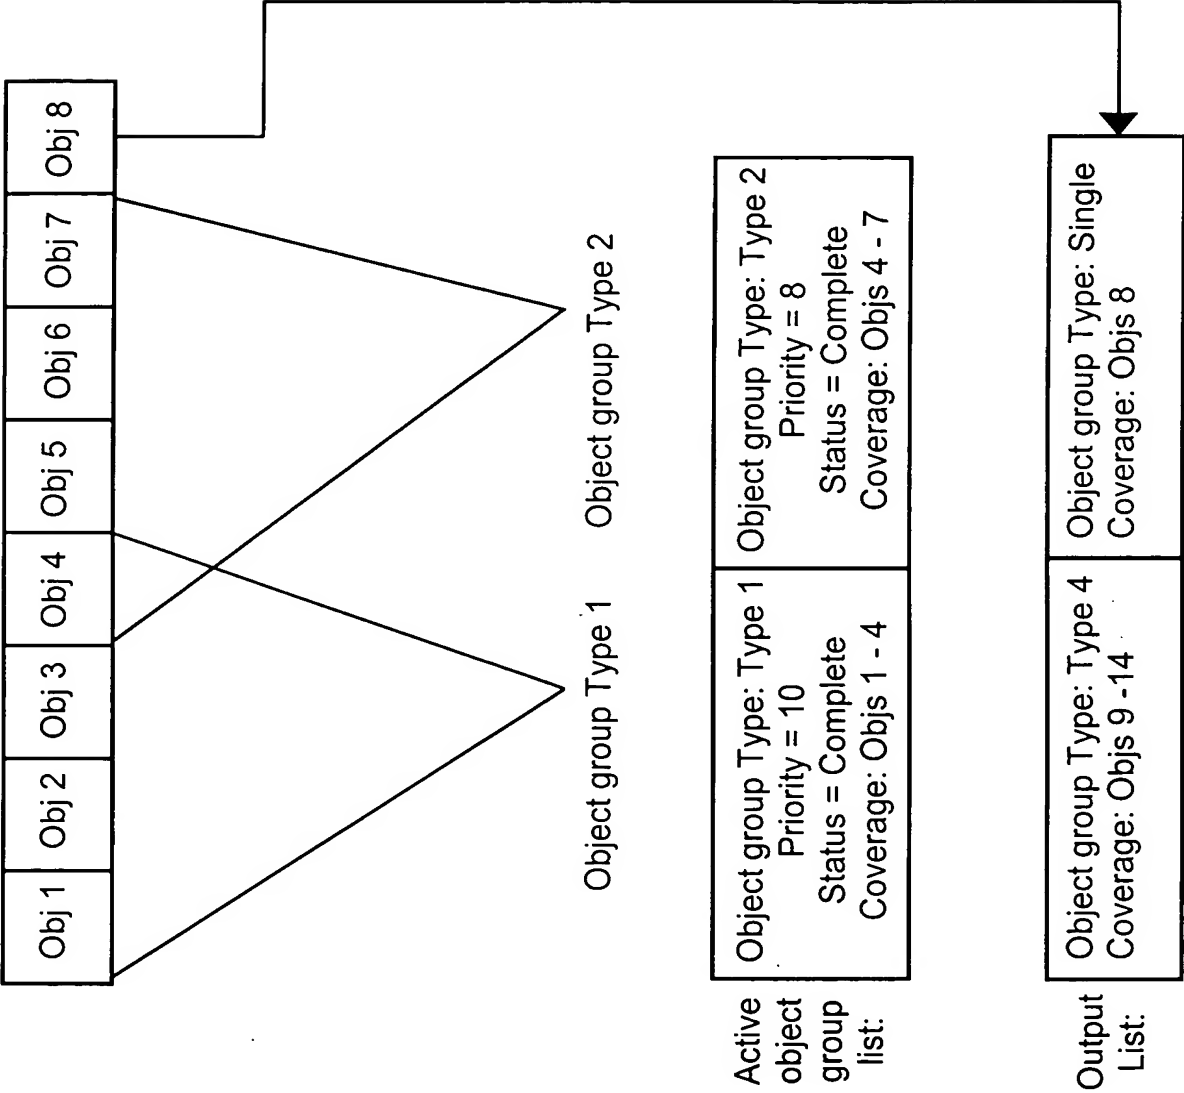 Obj 1
Obj 2
Obj 3
Obj 4
Obj 5
Obj 6
Obj 7
Obj 8
Object group Type 1
Object group Type 2
Active
object
group
list:
Object group Type: Type 1
Priority = 10
Status = Complete
Coverage: Objs 1 - 4
Object group Type: Type 2
Priority = 8
Status = Complete
Coverage: Objs 4 - 7
Output
List:
Object group Type: Type 4
Coverage: Objs 9 -14
Object group Type: Single
Coverage: Objs 8